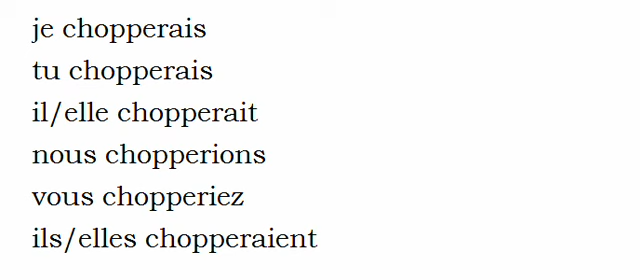 je chopperais
tu chopperais
il/elle chopperait
nous chopperions
vous chopperiez
ils/elles chopperaient